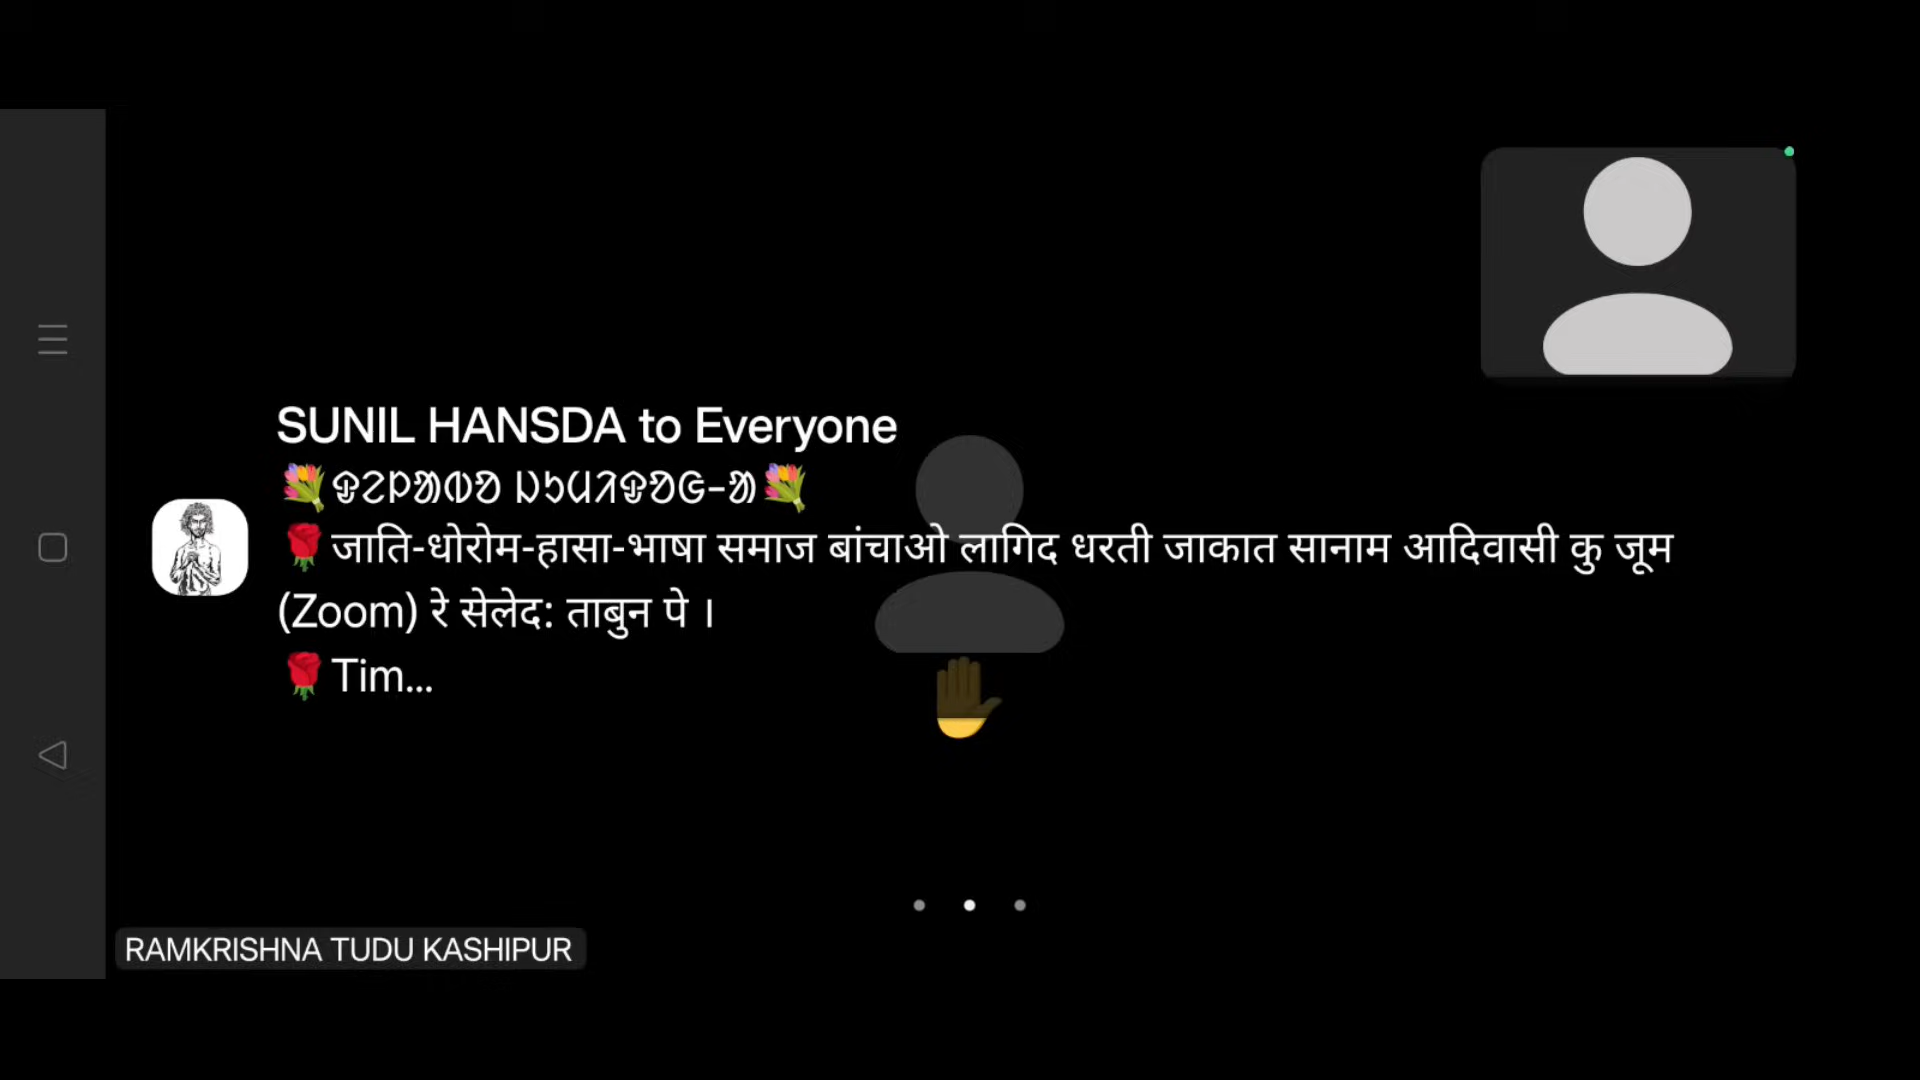 SUNIL HANSDA to Everyone
💐💐
🌹जाति-धोरोम-हासा-भाषा समाज बांचाओ लागिद धरती जाकात सानाम आदिवासी कु जूम
(Zoom) रे सेलेद: ताबुन पे ।
🌹Tim...
RAMKRISHNA TUDU KASHIPUR